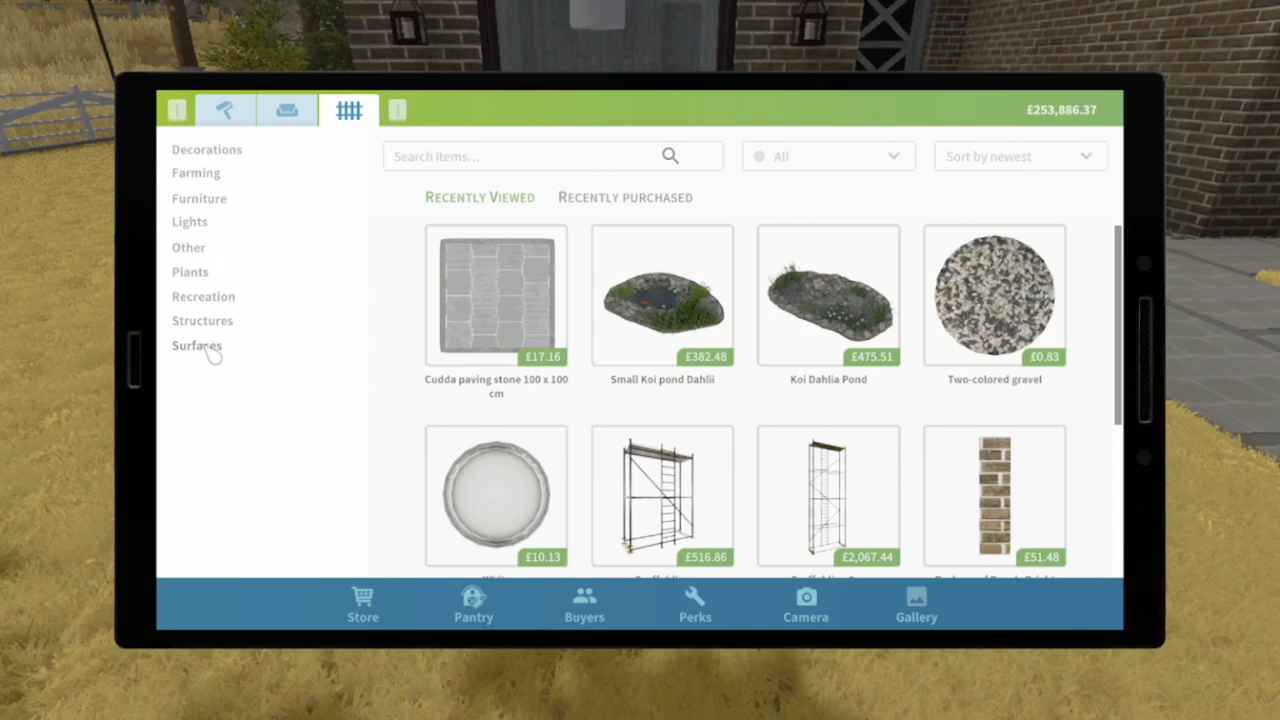 £253,886.37
Decorations
Farming
Furniture
Lights
Other
Plants
Recreation
Structures
Surfaces
Search items...
All
Sort by newest
Recently Viewed
Recently purchased
£17.16
£382.48
£475.51
£0.83
Cudda paving stone 100 x 100
cm
Small Koi pond Dahlii
Koi Dahlia Pond
Two-colored gravel
£10.13
£516.86
£2,067.44
£51.48
Store
Pantry
Buyers
Perks
Camera
Gallery